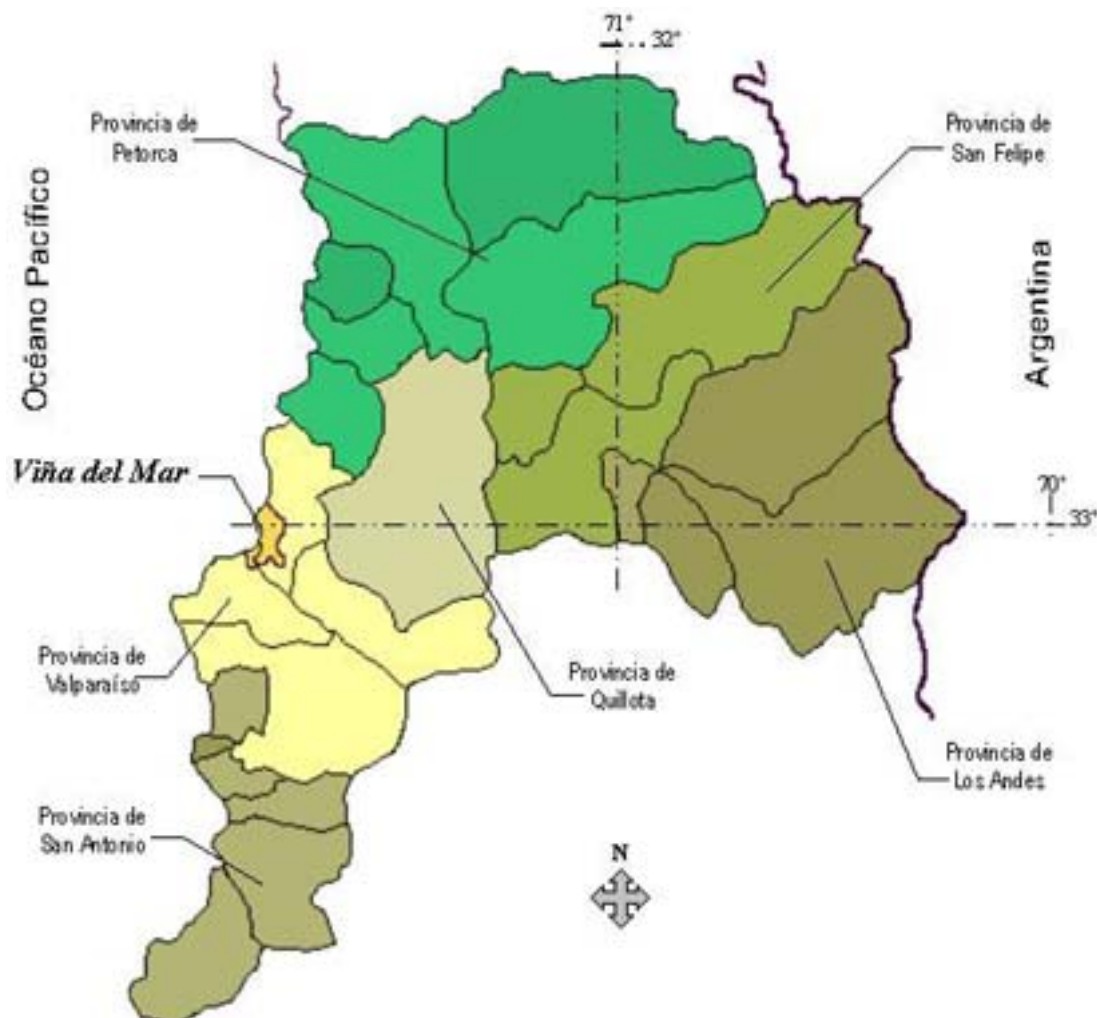 71°
32°
Provincia de
Petorca
Provincia de
San Felipe
Océano Pacífico
Argentina
Viña del Mar
70°
33°
Provincia de
Valparaísó
Provincia de
Quillota
Provincia de
Los Andes
Provincia de
San Antonio
N